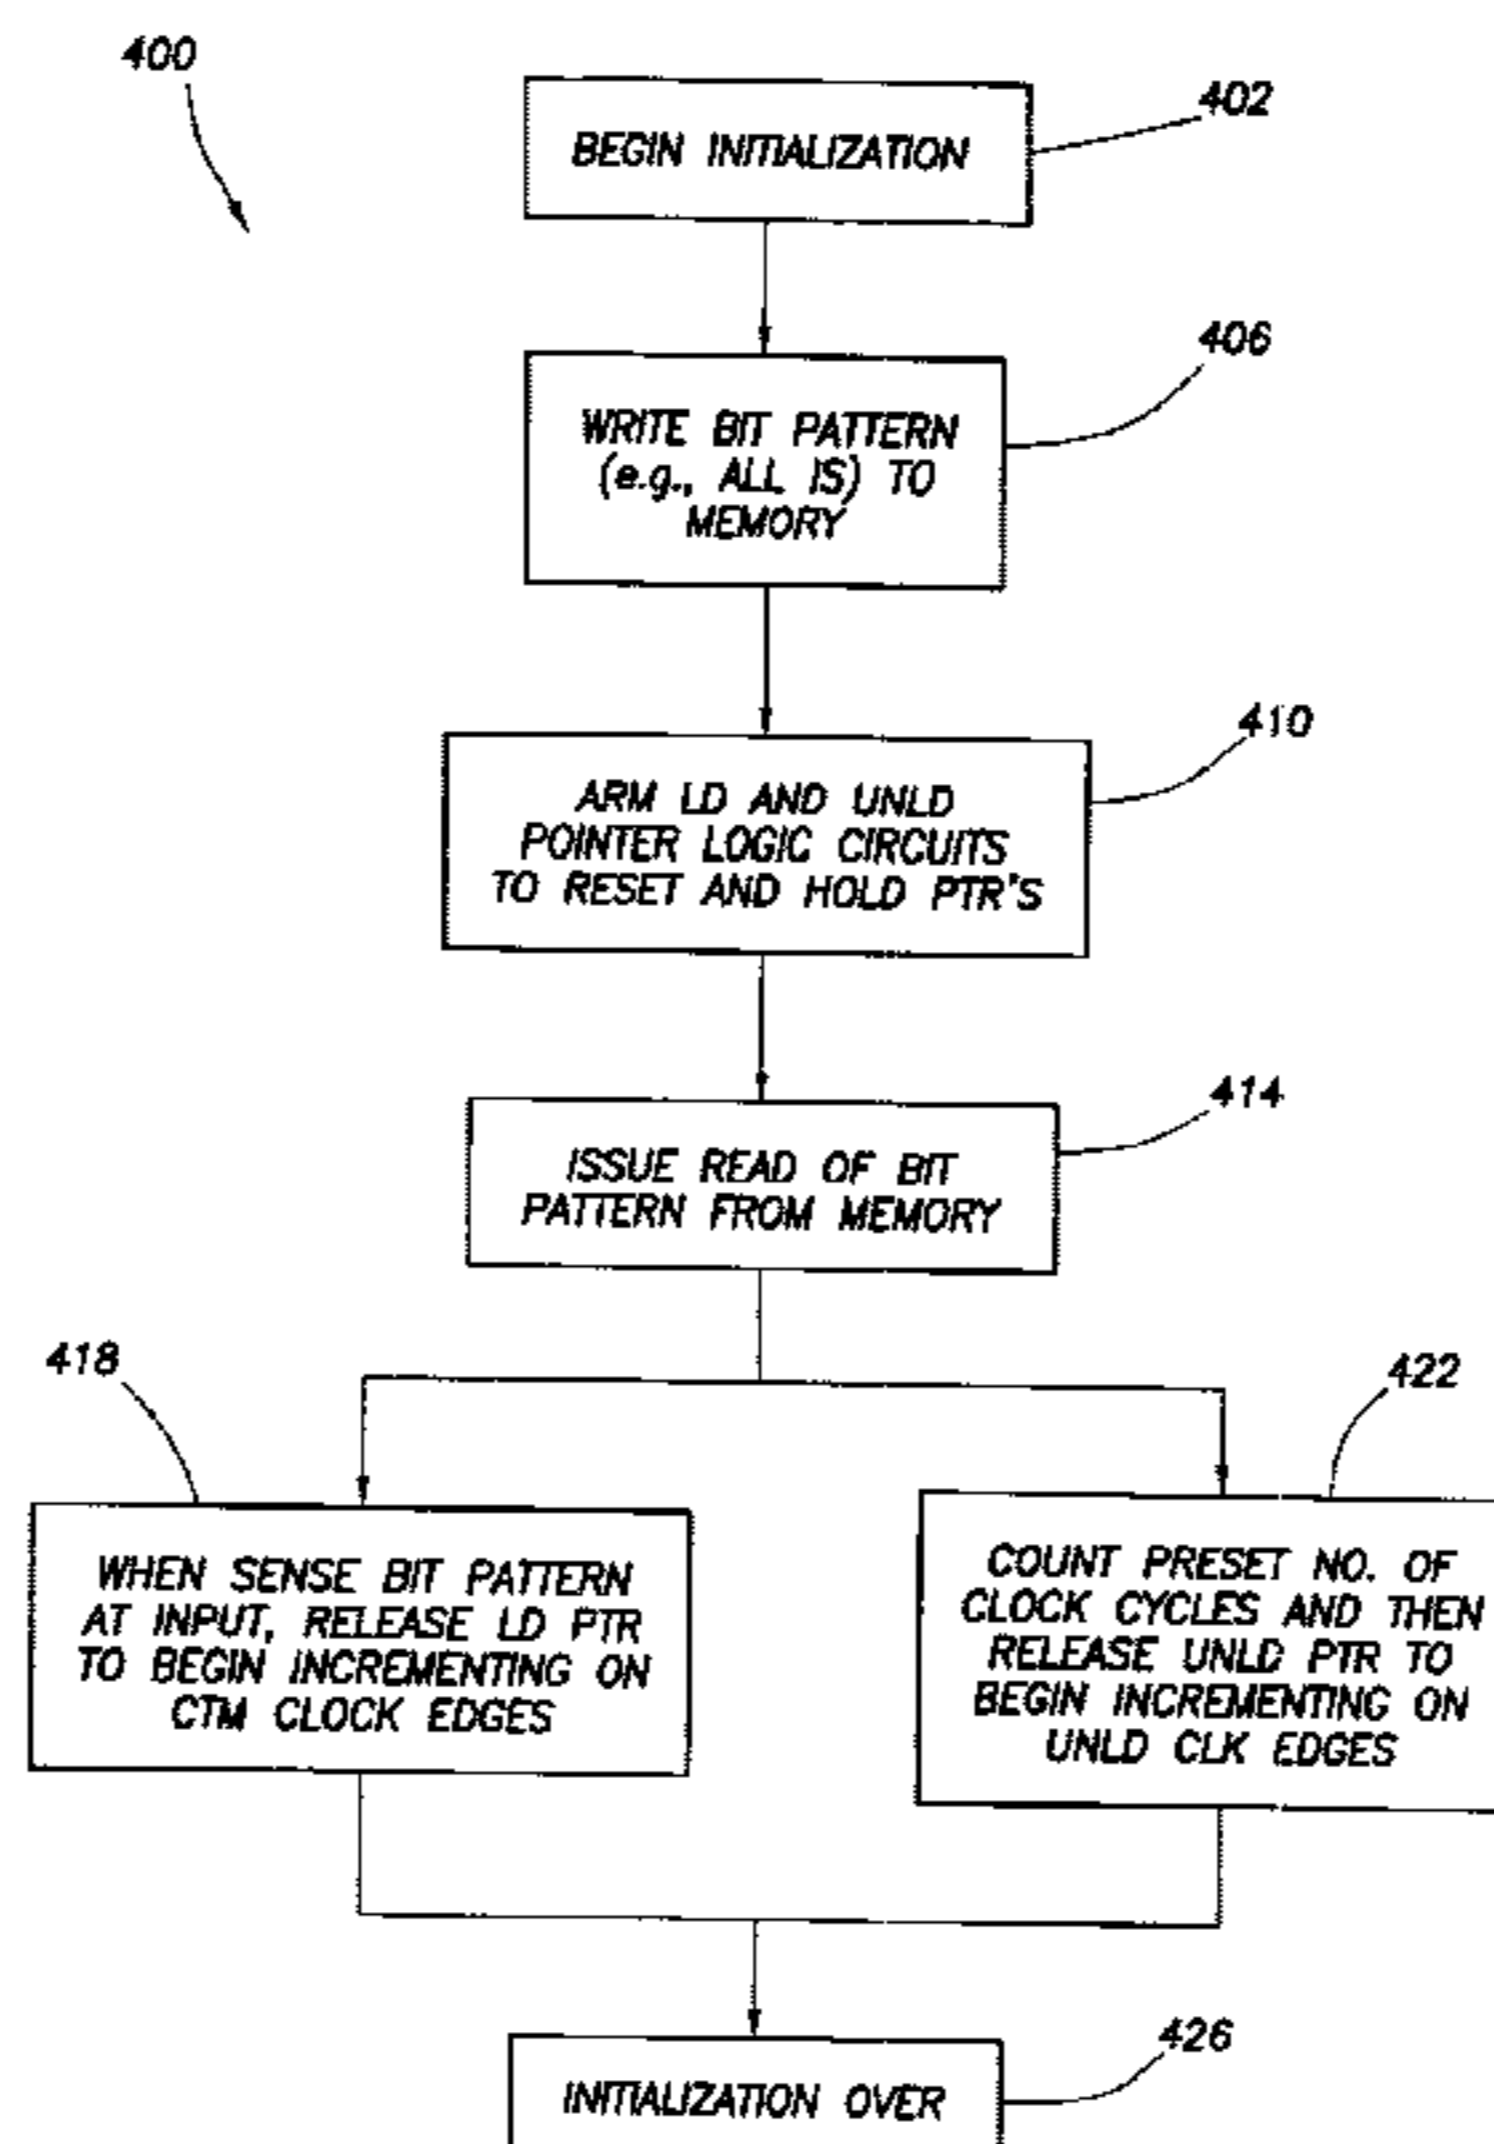 400
402
BEGIN INITIALIZATION
406
WRITE BIT PATTERN
(e.g., ALL IS) TO
MEMORY
410
ARM LD AND UNLD
POINTER LOGIC CIRCUITS
TO RESET AND HOLD PTR'S
414
ISSUE READ OF BIT
PATTERN FROM MEMORY
418
WHEN SENSE BIT PATTERN
AT INPUT, RELEASE LD PTR
TO BEGIN INCREMENTING ON
CTM CLOCK EDGES
422
COUNT PRESET NO. OF
CLOCK CYCLES AND THEN
RELEASE UNLD PTR TO
BEGIN INCREMENTING ON
UNLD CLK EDGES
426
INITIALIZATION OVER